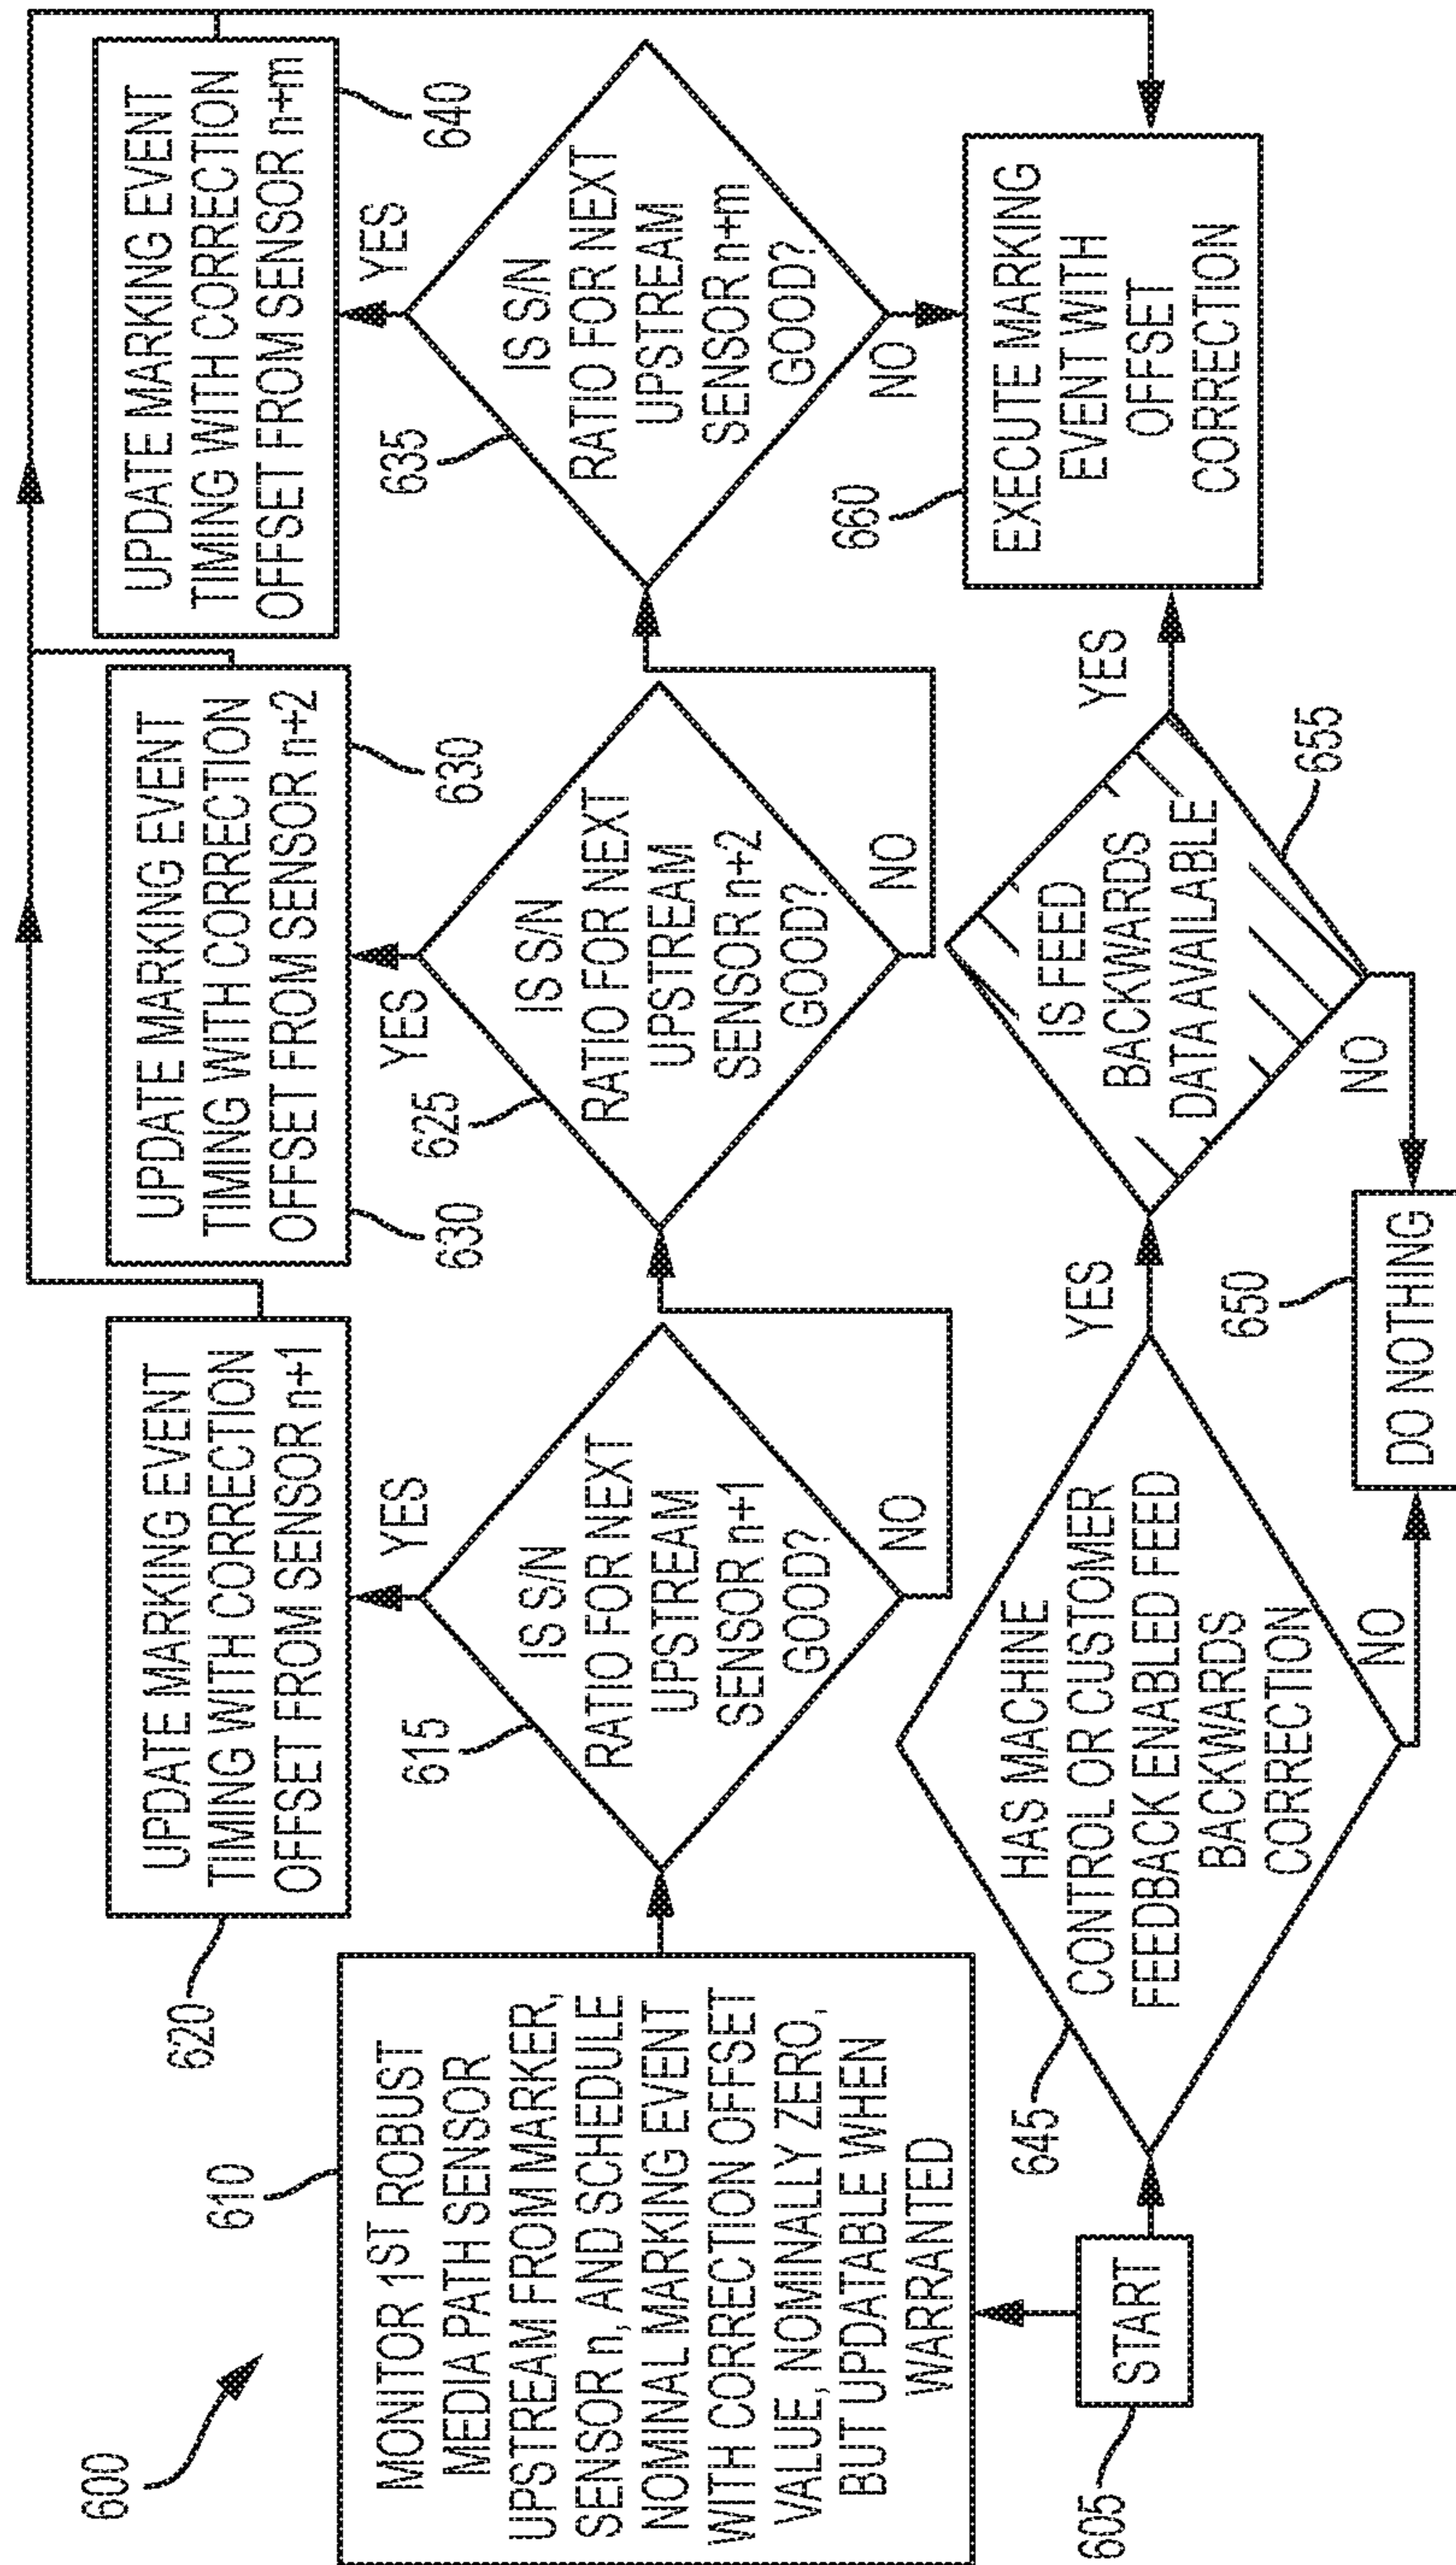 600
610
MONITOR 1ST ROBUST
MEDIA PATH SENSOR
UPSTREAM FROM MARKER,
SENSOR n, AND SCHEDULE
NOMINAL MARKING EVENT
WITH CORRECTION OFFSET
VALUE, NOMINALLY ZERO,
BUT UPDATABLE WHEN
WARRANTED
620
UPDATE MARKING EVENT
TIMING WITH CORRECTION
OFFSET FROM SENSOR n+1
YES
615
IS S/N
RATIO FOR NEXT
UPSTREAM
SENSOR n+1
GOOD?
NO
UPDATE MARKING EVENT
TIMING WITH CORRECTION
OFFSET FROM SENSOR n+2
630
630
YES
625
IS S/N
RATIO FOR NEXT
UPSTREAM
SENSOR n+2
GOOD?
NO
UPDATE MARKING EVENT
TIMING WITH CORRECTION
OFFSET FROM SENSOR n+m
640
YES
635
IS S/N
RATIO FOR NEXT
UPSTREAM
SENSOR n+m
GOOD?
NO
605
START
645
HAS MACHINE
CONTROL OR CUSTOMER
FEEDBACK ENABLED FEED
BACKWARDS
CORRECTION
YES
NO
650
DO NOTHING
IS FEED
BACKWARDS
DATA AVAILABLE
655
YES
NO
660
EXECUTE MARKING
EVENT WITH
OFFSET
CORRECTION